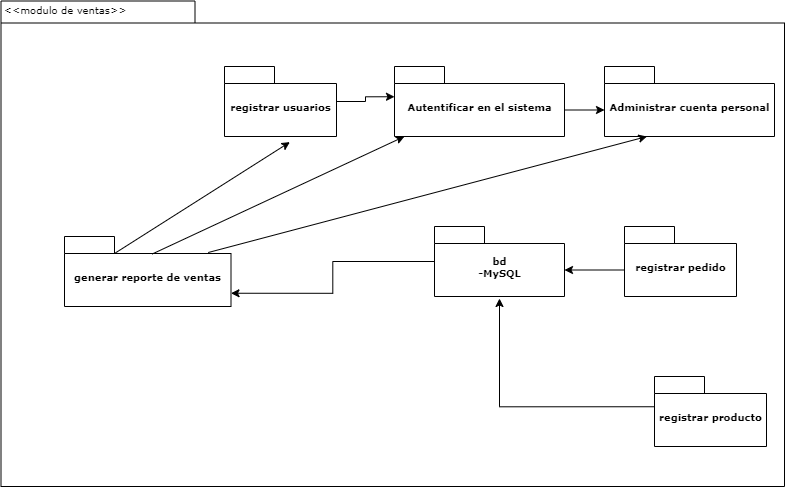 <<modulo de ventas>>
registrar usuarios
Autentificar en el sistema
Administrar cuenta personal
generar reporte de ventas
bd
-MySQL
registrar pedido
registrar producto